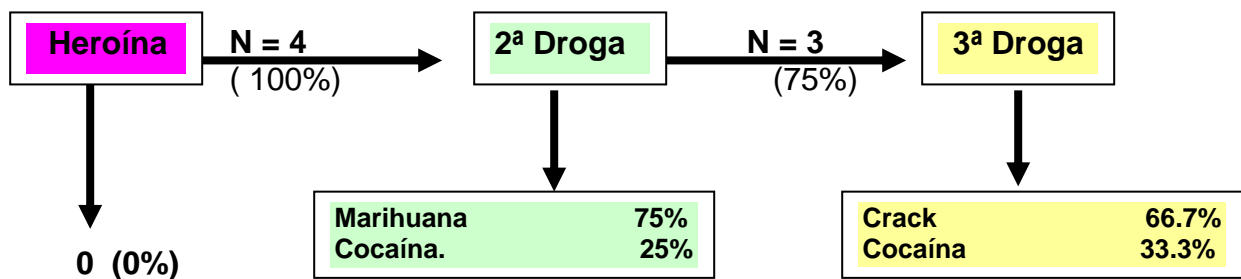 Heroína
N = 4
( 100%)
2ª Droga
N = 3
(75%)
3ª Droga
0 (0%)
Marihuana 75%
Cocaína. 25%
Crack 66.7%
Cocaína 33.3%